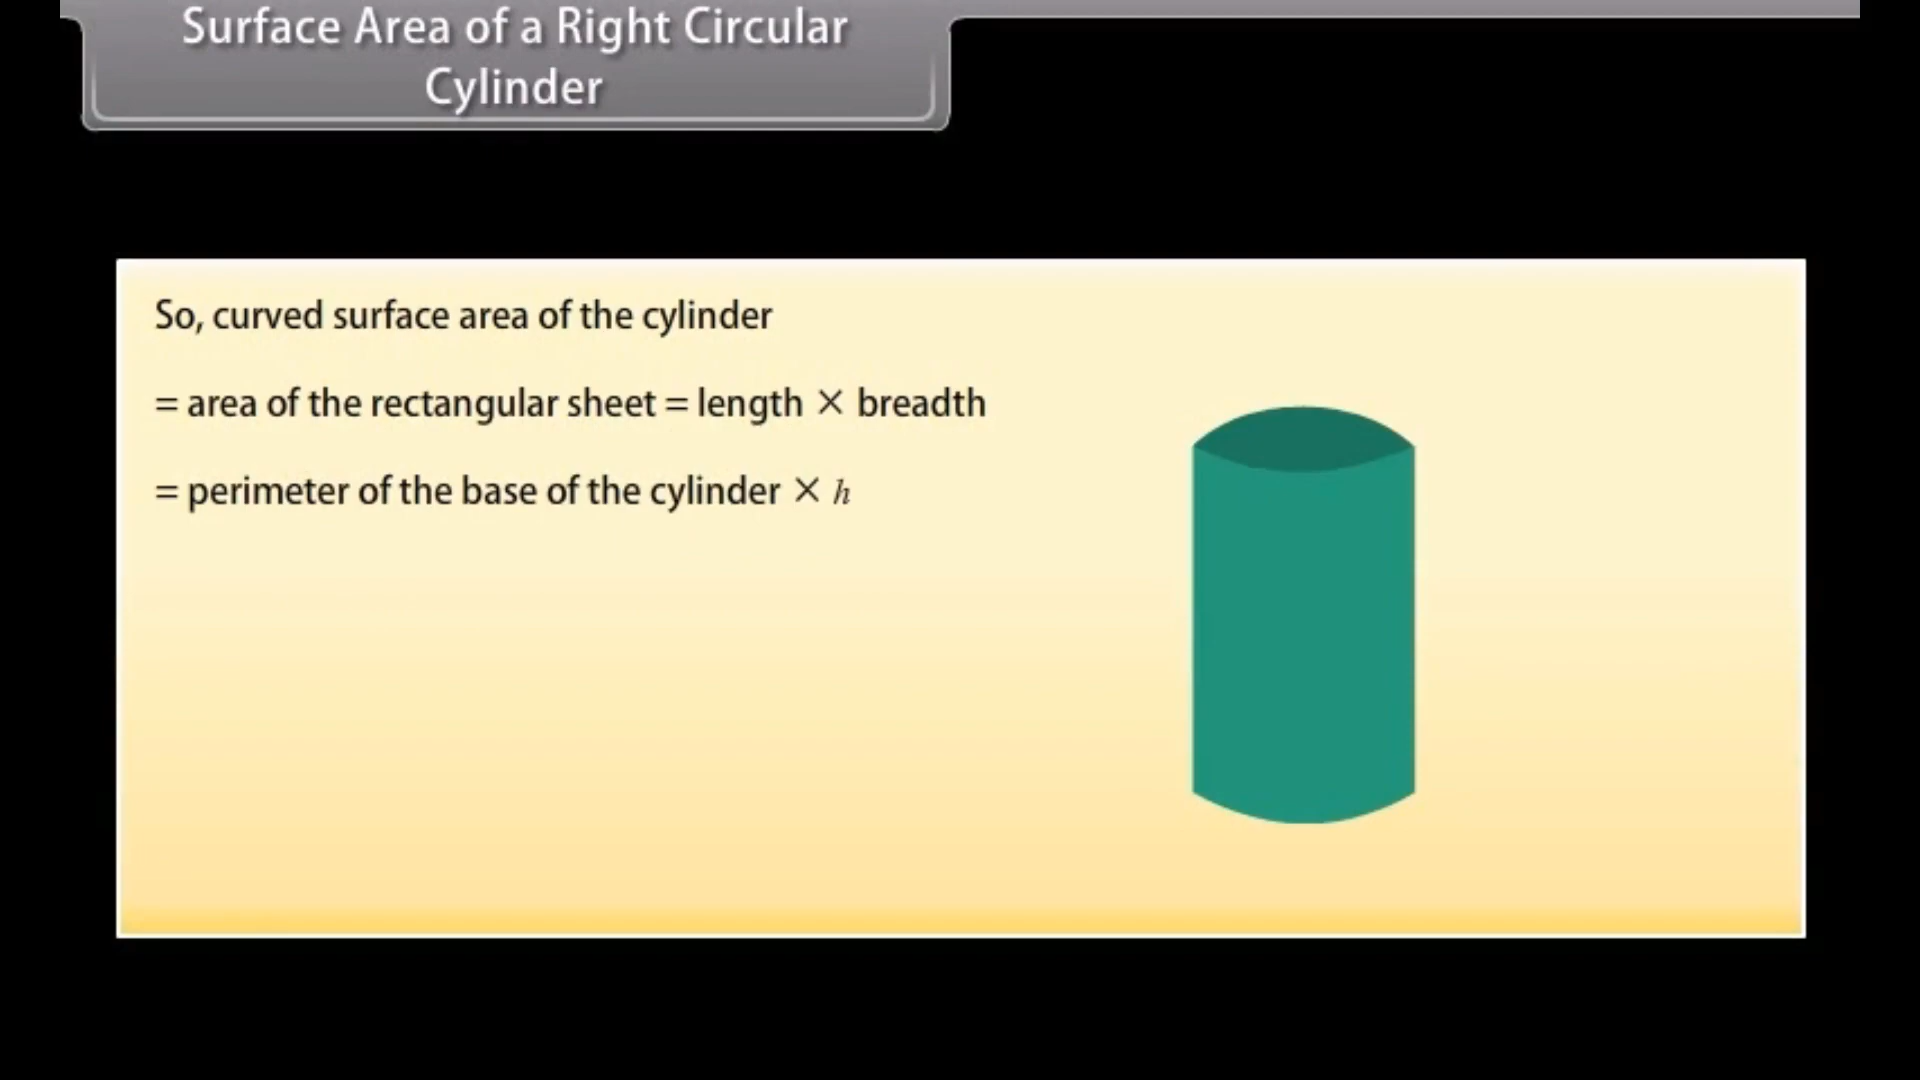 Surface Area of a Right Circular
Cylinder
So, curved surface area of the cylinder
= area of the rectangular sheet = length × breadth
= perimeter of the base of the cylinder × h